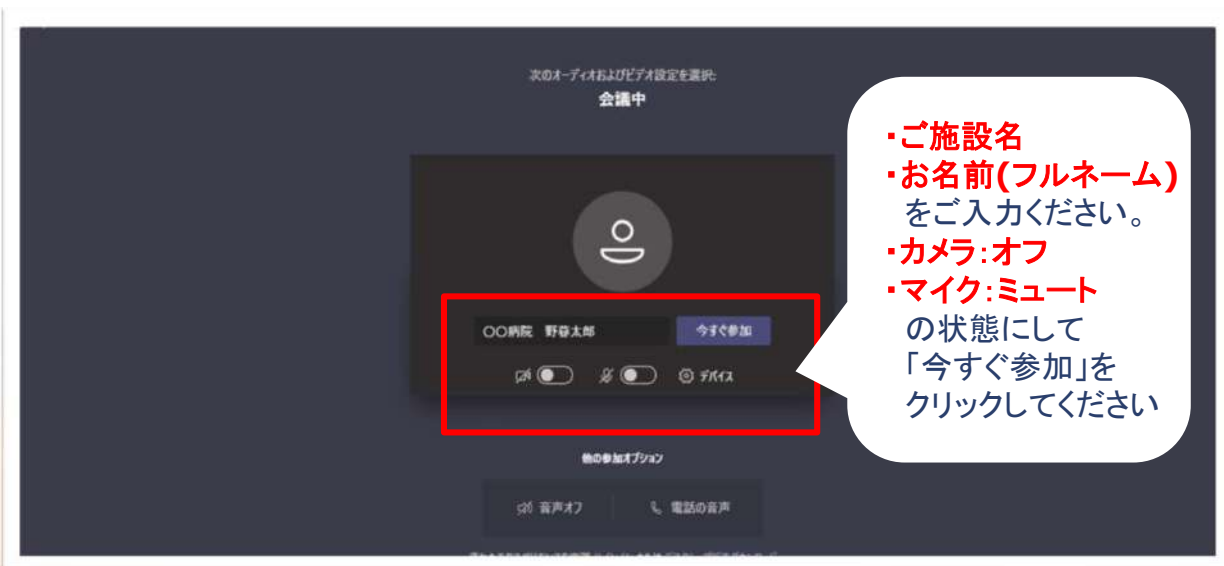 次のオーディオおよびビデオ設定を選択:
会議中
〇〇病院 野暮太郎
今すぐ参加
デバイス
他の参加オプション
音声オフ
電話の音声
・ご施設名
・お名前(フルネーム)
をご入力ください。
・カメラ:オフ
・マイク:ミュート
の状態にして
「今すぐ参加」を
クリックしてください